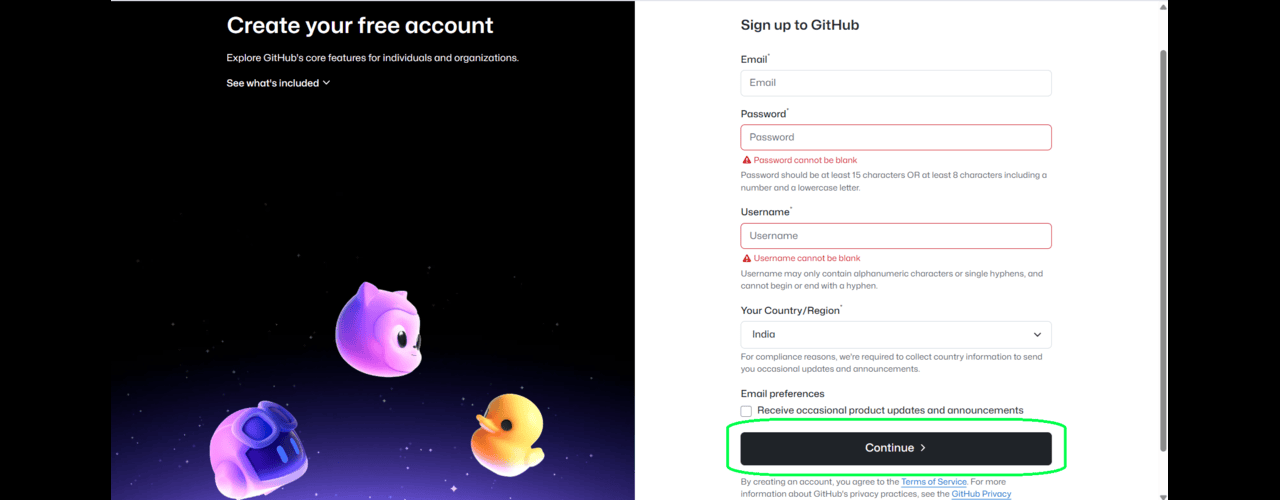 Create your free account
Explore GitHub's core features for individuals and organizations.
See what's included
Sign up to GitHub
Email*
Email
Password*
Password
Password cannot be blank
Password should be at least 15 characters OR at least 8 characters including a
number and a lowercase letter.
Username*
Username
Username cannot be blank
Username may only contain alphanumeric characters or single hyphens, and
cannot begin or end with a hyphen.
Your Country/Region*
India
For compliance reasons, we're required to collect country information to send
you occasional updates and announcements.
Email preferences
Receive occasional product updates and announcements
Continue
By creating an account, you agree to the Terms of Service. For more
information about GitHub's privacy practices, see the GitHub Privacy